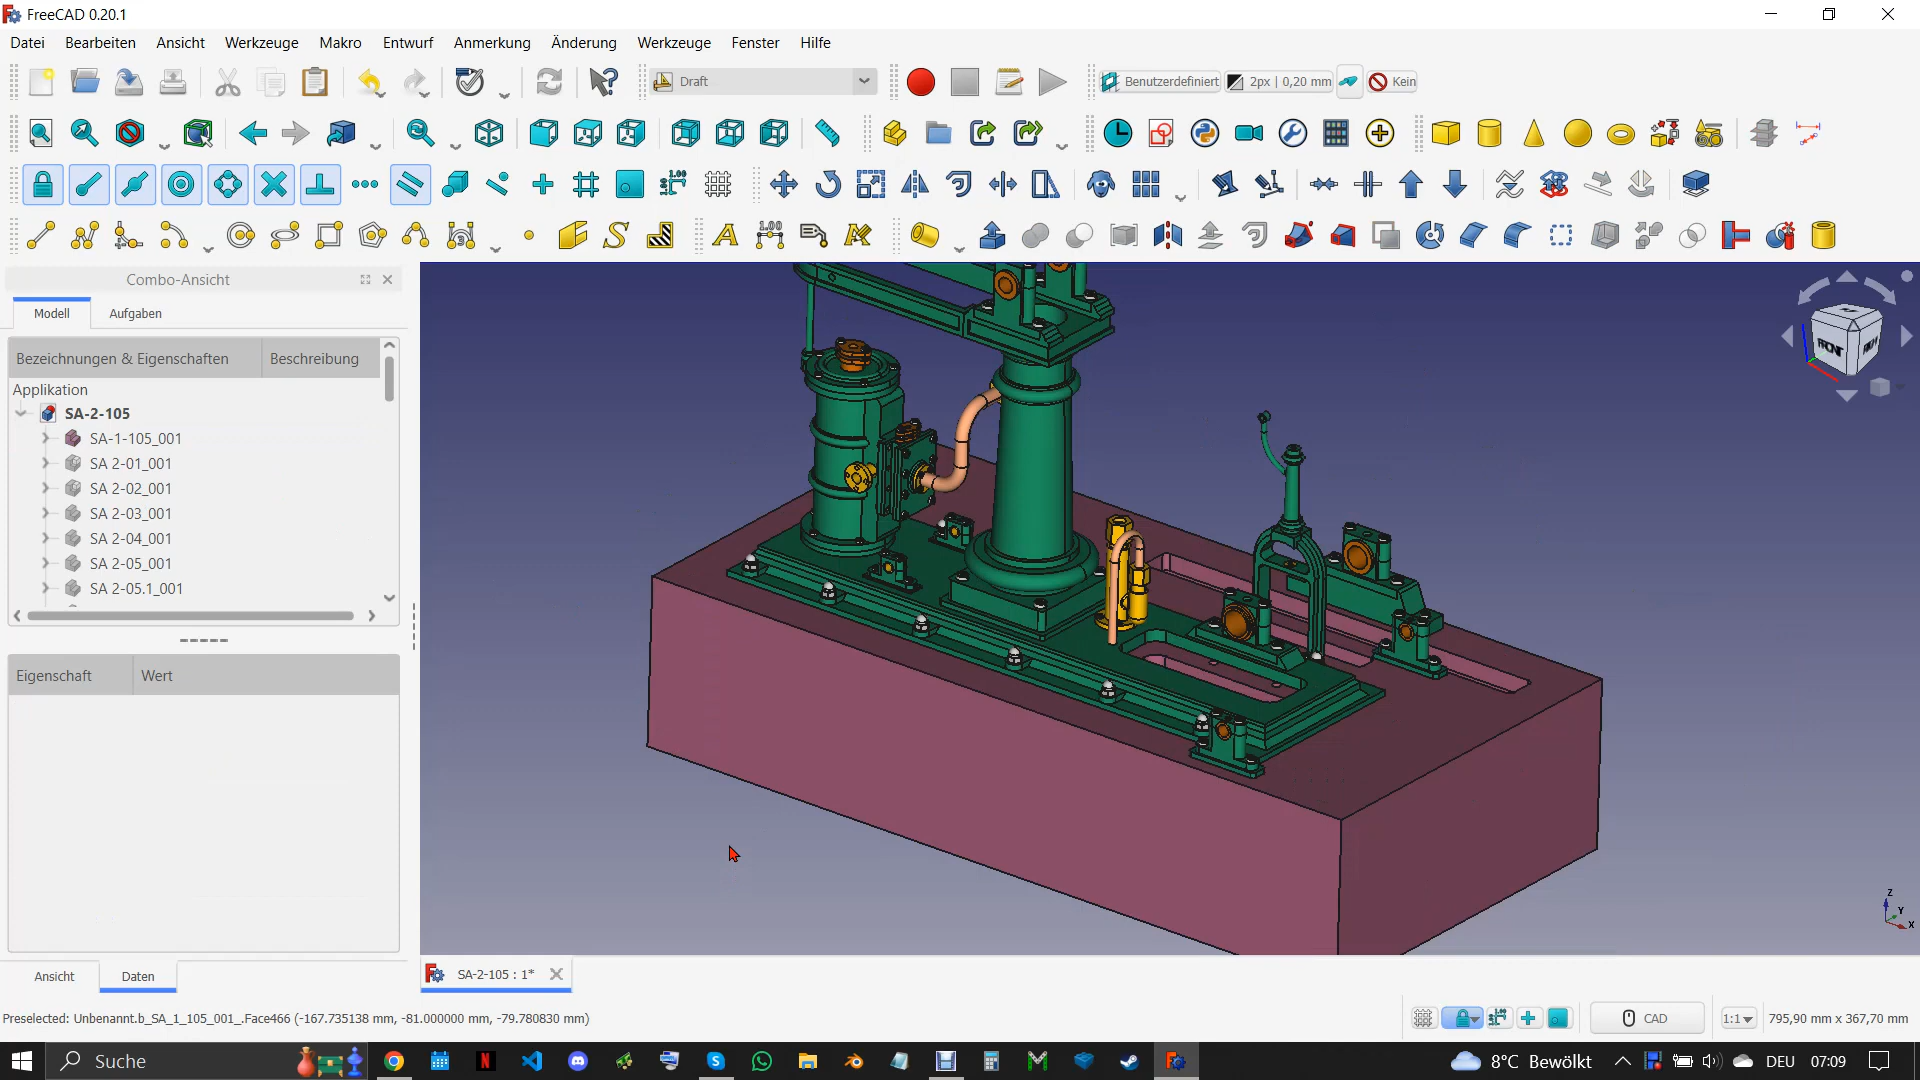 FreeCAD 0.20.1
Datei Bearbeiten Ansicht Werkzeuge Makro Entwurf Anmerkung Änderung Werkzeuge Fenster Hilfe
Draft Benutzerdefiniert 2px | 0,20 mm Kein
Combo-Ansicht
Modell Aufgaben
Bezeichnungen & Eigenschaften Beschreibung
Applikation
SA-2-105
SA-1-105_001
SA 2-01_001
SA 2-02_001
SA 2-03_001
SA 2-04_001
SA 2-05_001
SA 2-05.1_001
Eigenschaft Wert
FRONT
Z
Y
X
Ansicht Daten
SA-2-105 : 1*
Preselected: Unbenannt.b_SA_1_105_001_.Face466 (-167.735138 mm, -81.000000 mm, -79.780830 mm)
CAD 1:1 795,90 mm x 367,70 mm
Suche 8°C Bewölkt DEU 07:09